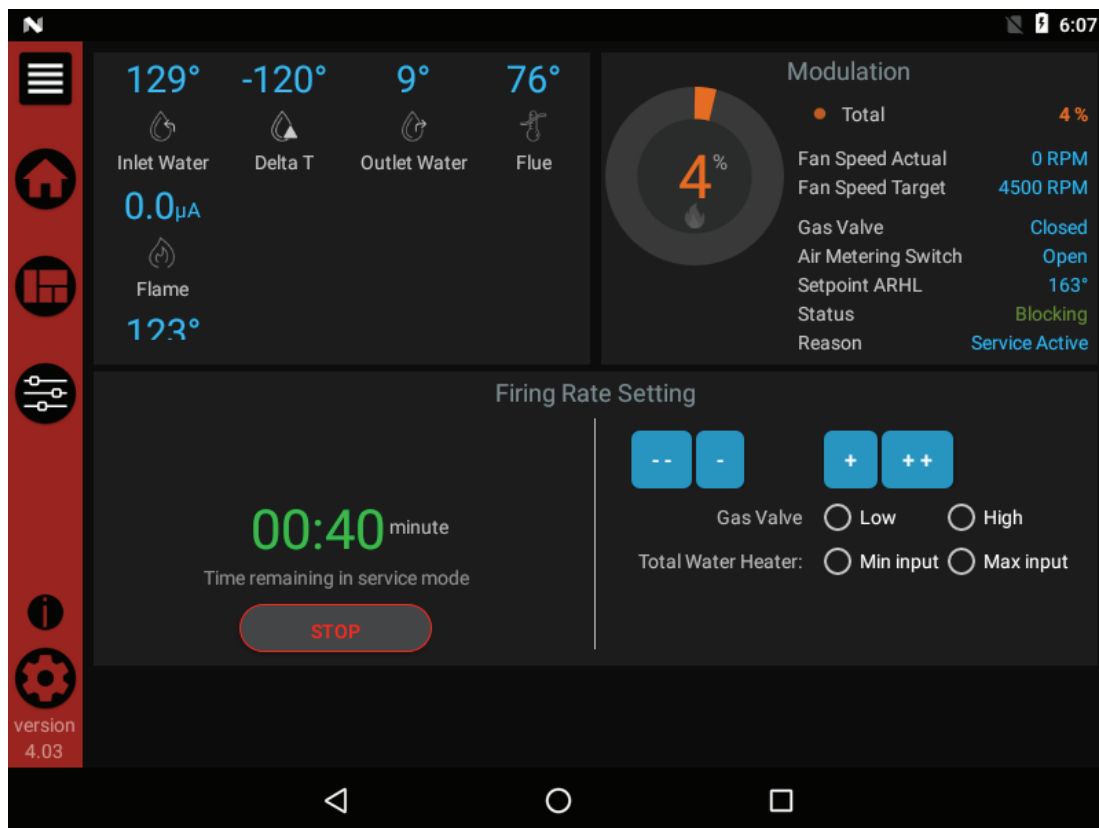 N 6:07
129° -120° 9° 76°
Inlet Water Delta T Outlet Water Flue
0.0µA
Flame
123°
Modulation
Total 4 %
4%
Fan Speed Actual 0 RPM
Fan Speed Target 4500 RPM
Gas Valve Closed
Air Metering Switch Open
Setpoint ARHL 163°
Status Blocking
Reason Service Active
Firing Rate Setting
-- - + ++
Gas Valve Low High
Total Water Heater: Min input Max input
00:40 minute
Time remaining in service mode
STOP
i
version
4.03